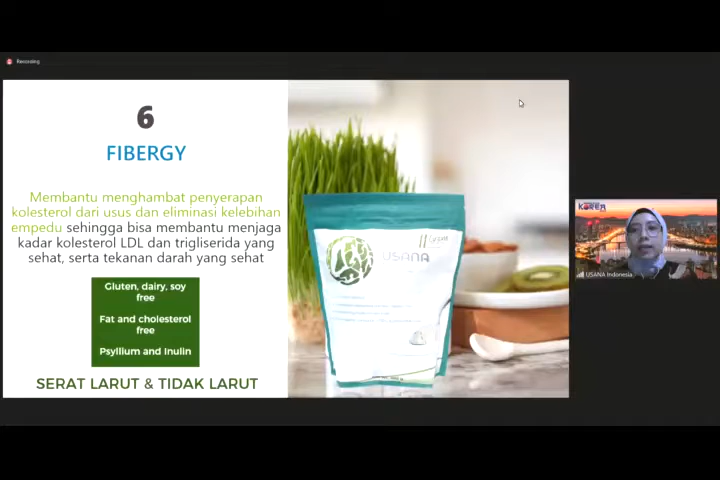 Recording
6
FIBERGY
Membantu menghambat penyerapan
kolesterol dari usus dan eliminasi kelebihan
empedu sehingga bisa membantu menjaga
kadar kolesterol LDL dan trigliserida yang
sehat, serta tekanan darah yang sehat
Gluten, dairy, soy
free
Fat and cholesterol
free
Psyllium and Inulin
SERAT LARUT & TIDAK LARUT
USANA
KOREA
USANA Indonesia